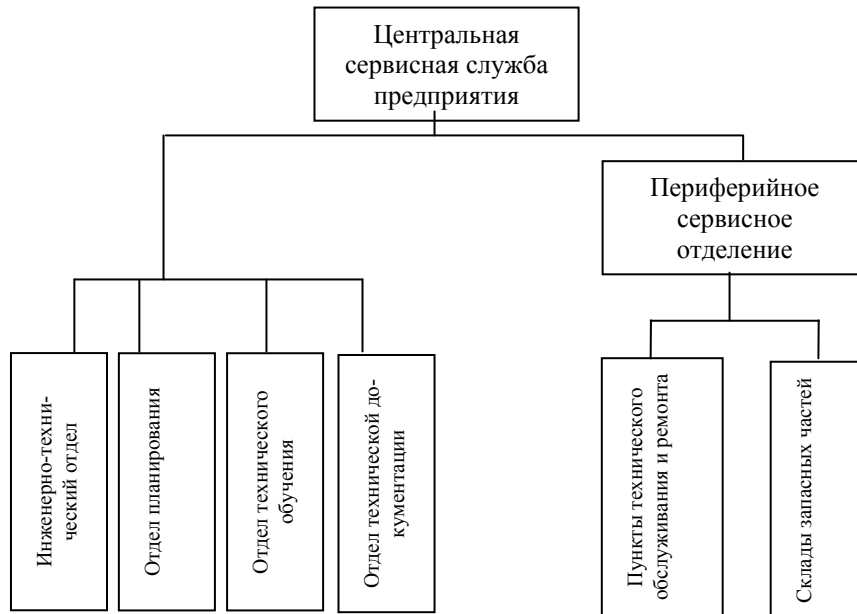 Центральная
сервисная служба
предприятия
Периферийное
сервисное
отделение
Инженерно-техни-
ческий отдел
Отдел планирования
Отдел технического
обучения
Отдел технической до-
кументации
Пункты технического
обслуживания и ремонта
Склады запасных частей